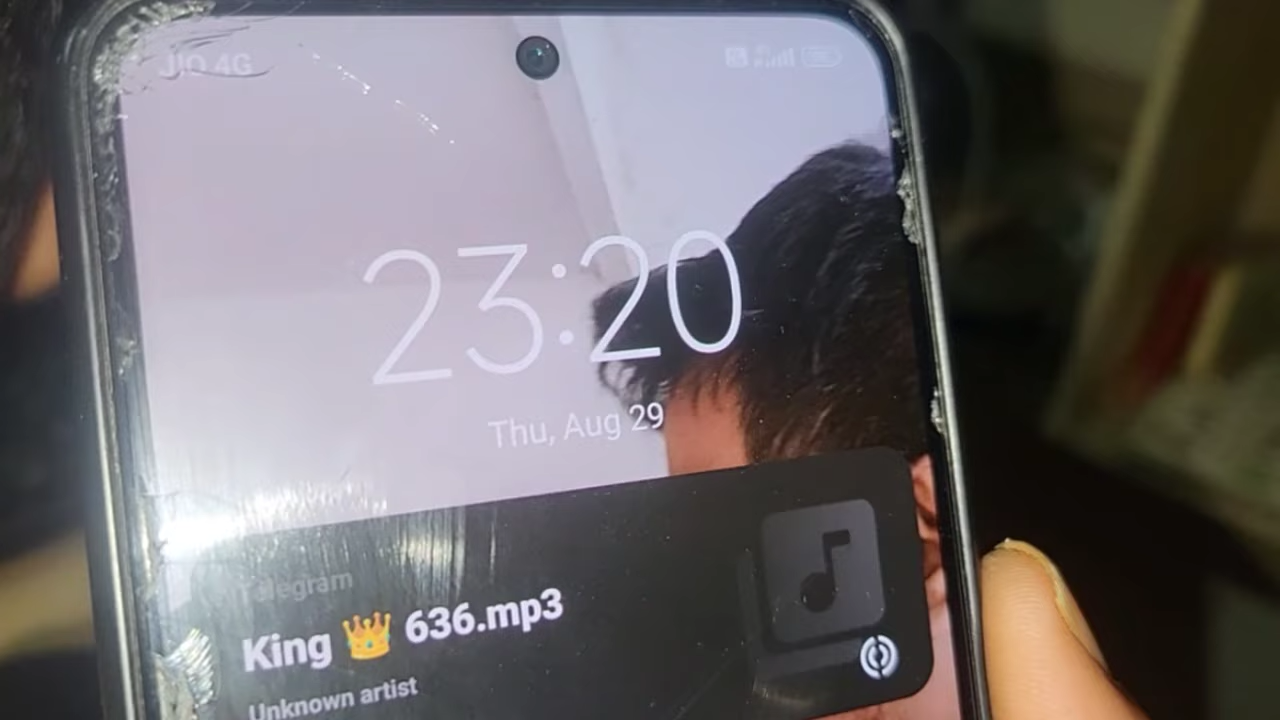 JIO 4G
23:20
Thu, Aug 29
Telegram
King 👑 636.mp3
Unknown artist